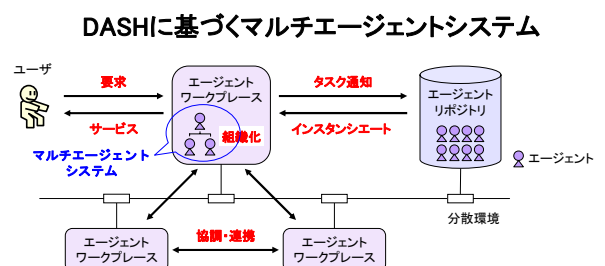 DASHに基づくマルチエージェントシステム
ユーザ
要求
サービス
エージェント
ワークプレース
組織化
マルチエージェント
システム
タスク通知
インスタンシエート
エージェント
リポジトリ
エージェント
分散環境
エージェント
ワークプレース
協調・連携
エージェント
ワークプレース